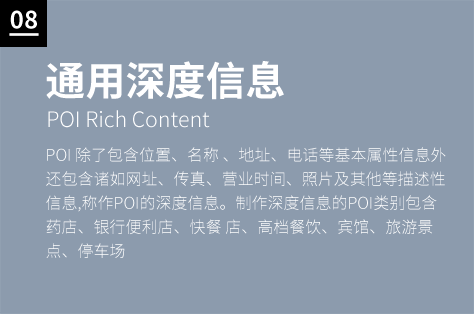 08
通用深度信息
POI Rich Content
POI 除了包含位置、名称 、地址、电话等基本属性信息外
还包含诸如网址、传真、营业时间、照片及其他等描述性
信息,称作POI的深度信息。制作深度信息的POI类别包含
药店、银行便利店、快餐 店、高档餐饮、宾馆、旅游景
点、停车场